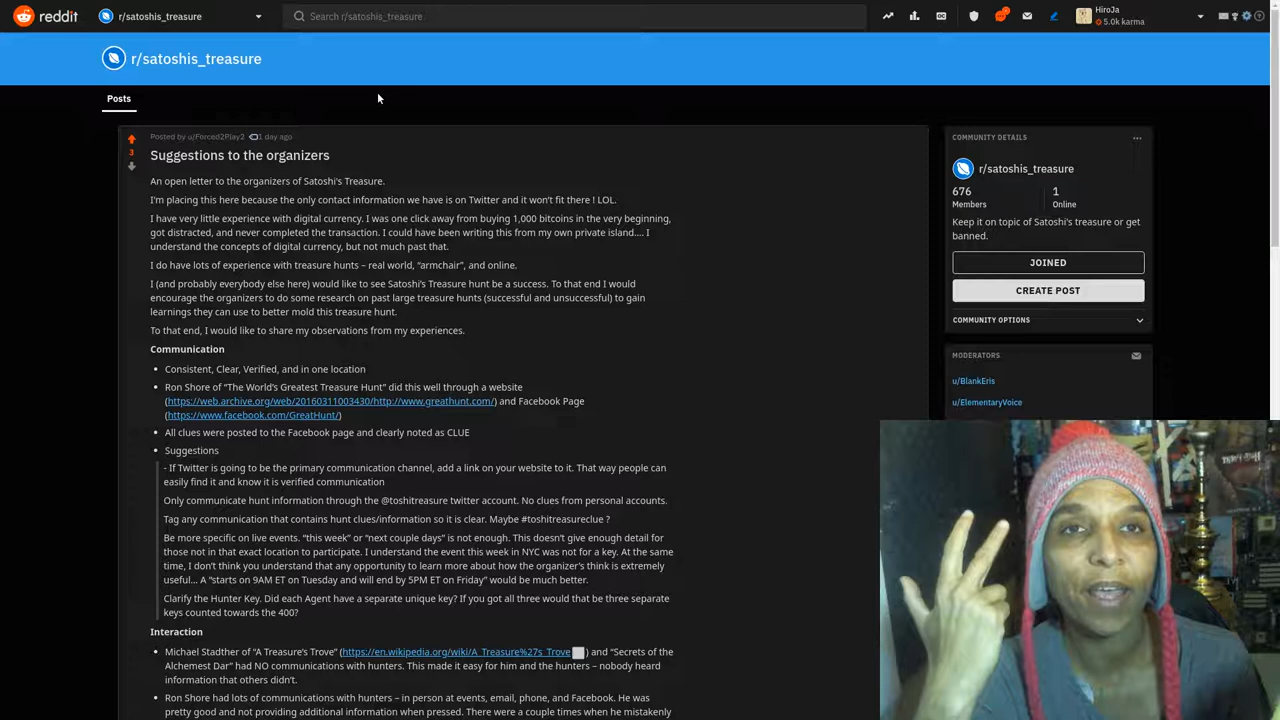 reddit
r/satoshis_treasure
Search r/satoshis_treasure
HiroJa
5.0k karma
r/satoshis_treasure
Posts
Posted by u/Forced2Play2 1 day ago
3
Suggestions to the organizers
An open letter to the organizers of Satoshi's Treasure.
I'm placing this here because the only contact information we have is on Twitter and it won't fit there ! LOL.
I have very little experience with digital currency. I was one click away from buying 1,000 bitcoins in the very beginning,
got distracted, and never completed the transaction. I could have been writing this from my own private island.... I
understand the concepts of digital currency, but not much past that.
I do have lots of experience with treasure hunts – real world, “armchair”, and online.
I (and probably everybody else here) would like to see Satoshi’s Treasure hunt be a success. To that end I would
encourage the organizers to do some research on past large treasure hunts (successful and unsuccessful) to gain
learnings they can use to better mold this treasure hunt.
To that end, I would like to share my observations from my experiences.
Communication
• Consistent, Clear, Verified, and in one location
• Ron Shore of “The World’s Greatest Treasure Hunt” did this well through a website
(https://web.archive.org/web/20160311003430/http://www.greathunt.com/) and Facebook Page
(https://www.facebook.com/GreatHunt/)
• All clues were posted to the Facebook page and clearly noted as CLUE
• Suggestions
- If Twitter is going to be the primary communication channel, add a link on your website to it. That way people can
easily find it and know it is verified communication
Only communicate hunt information through the @toshitreasure twitter account. No clues from personal accounts.
Tag any communication that contains hunt clues/information so it is clear. Maybe #toshitreasureclue ?
Be more specific on live events. “this week” or “next couple days” is not enough. This doesn’t give enough detail for
those not in that exact location to participate. I understand the event this week in NYC was not for a key. At the same
time, I don’t think you understand that any opportunity to learn more about how the organizer’s think is extremely
useful... A “starts on 9AM ET on Tuesday and will end by 5PM ET on Friday” would be much better.
Clarify the Hunter Key. Did each Agent have a separate unique key? If you got all three would that be three separate
keys counted towards the 400?
Interaction
• Michael Stadther of “A Treasure’s Trove” (https://en.wikipedia.org/wiki/A_Treasure%27s_Trove) and “Secrets of the
Alchemest Dar” had NO communications with hunters. This made it easy for him and the hunters – nobody heard
information that others didn’t.
• Ron Shore had lots of communications with hunters – in person at events, email, phone, and Facebook. He was
pretty good and not providing additional information when pressed. There were a couple times when he mistakenly
COMMUNITY DETAILS
r/satoshis_treasure
676
Members
1
Online
Keep it on topic of Satoshi's treasure or get
banned.
JOINED
CREATE POST
COMMUNITY OPTIONS
MODERATORS
u/BlankEris
u/ElementaryVoice